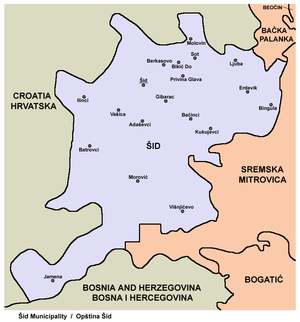 BEOČIN
BAČKA
PALANKA
Molovin
Sot
Ljuba
Berkasovo
Bikić Do
Privina Glava
Šid
Erdevik
CROATIA
HRVATSKA
Ilinci
Gibarac
Bingula
Vašica
Adaševci
Bačinci
Kukujevci
Batrovci
ŠID
SREMSKA
MITROVICA
Morović
Višnjićevo
Jamena
BOSNIA AND HERZEGOVINA
BOSNA I HERCEGOVINA
BOGATIĆ
Šid Municipality / Opština Šid